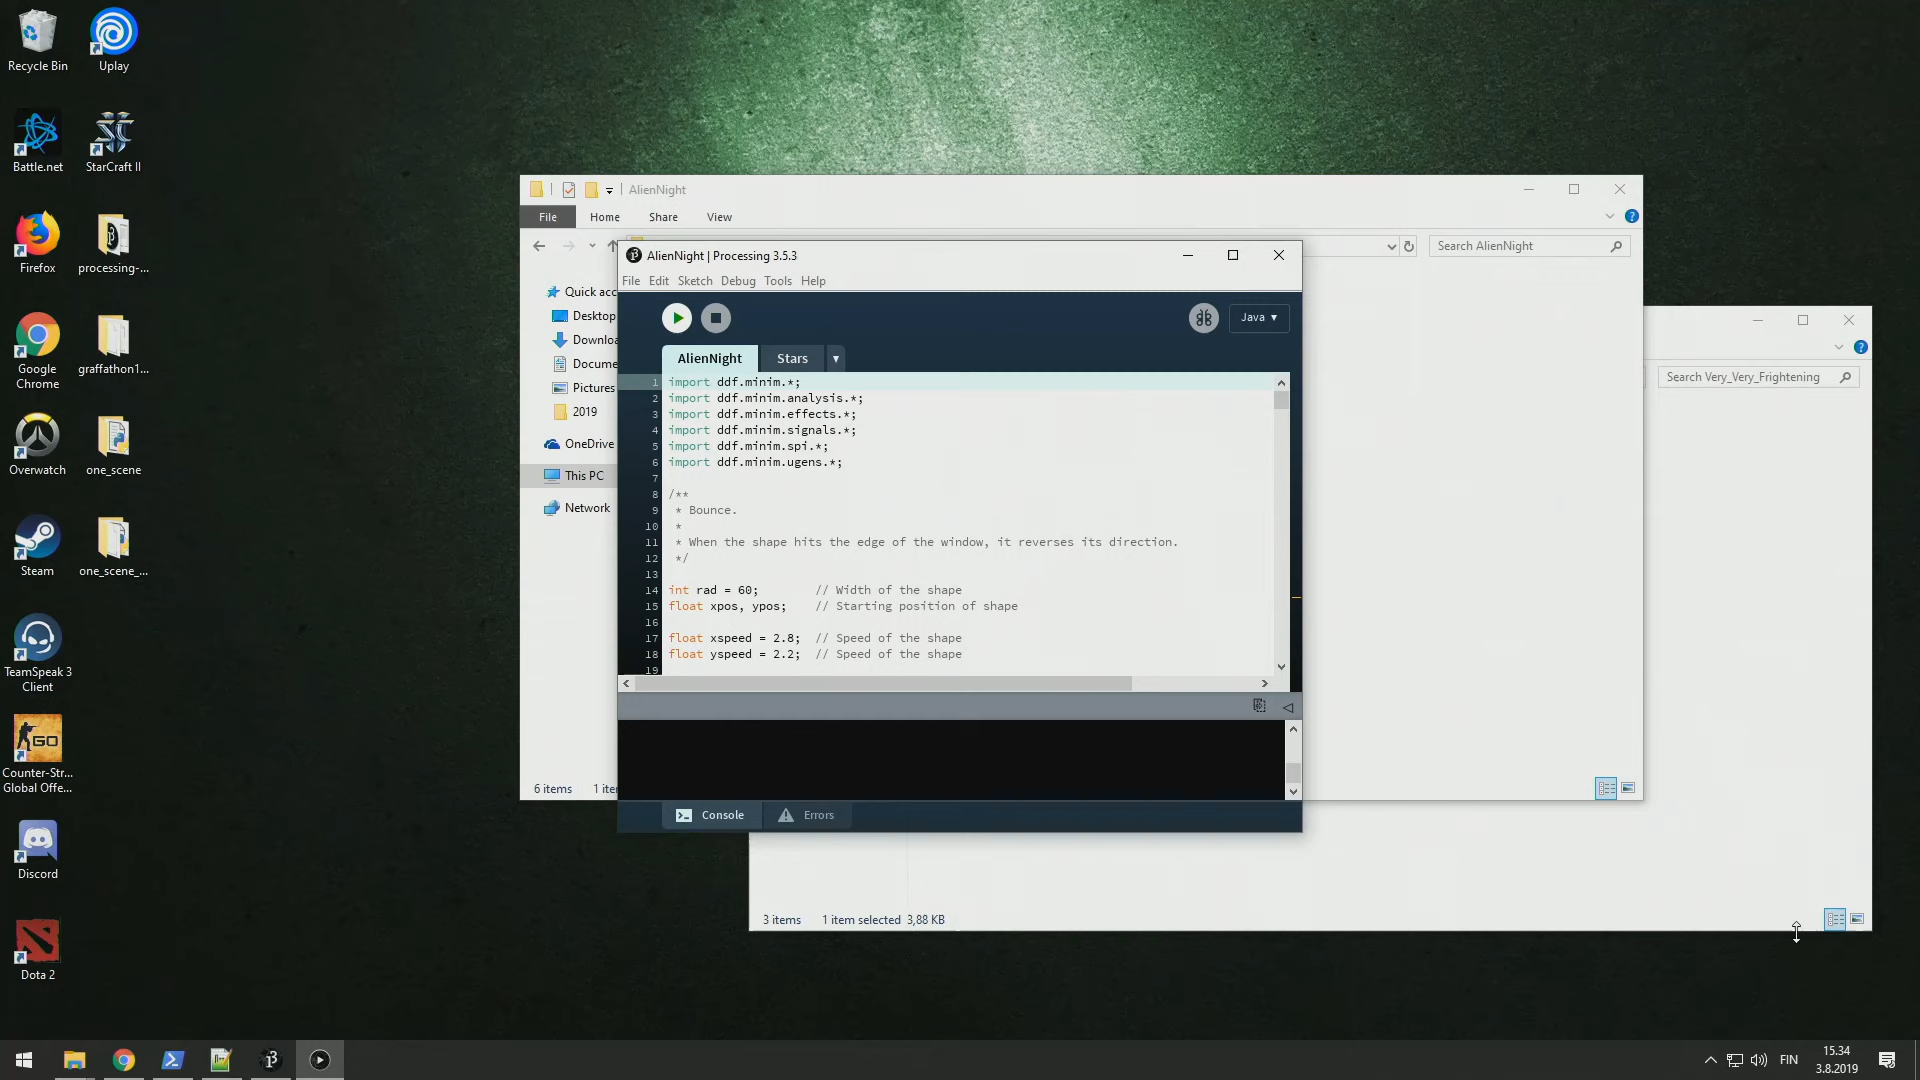 Recycle Bin
Uplay
Battle.net
StarCraft II
Firefox
processing-...
Google
Chrome
graffathon1...
Overwatch
one_scene
Steam
one_scene_...
TeamSpeak 3
Client
GO
Counter-Str...
Global Offe...
Discord
Dota 2
AlienNight
File Home Share View
Search AlienNight
Quick acc
Desktop
Downloa
Docume
Pictures
2019
OneDrive
This PC
Network
6 items 1 ite
AlienNight | Processing 3.5.3
File Edit Sketch Debug Tools Help
Java ▾
AlienNight Stars ▾
1 import ddf.minim.*;
2 import ddf.minim.analysis.*;
3 import ddf.minim.effects.*;
4 import ddf.minim.signals.*;
5 import ddf.minim.spi.*;
6 import ddf.minim.ugens.*;
7
8 /**
9 * Bounce.
10 *
11 * When the shape hits the edge of the window, it reverses its direction.
12 */
13
14 int rad = 60; // Width of the shape
15 float xpos, ypos; // Starting position of shape
16
17 float xspeed = 2.8; // Speed of the shape
18 float yspeed = 2.2; // Speed of the shape
19
Console Errors
Search Very_Very_Frightening
3 items 1 item selected 3,88 KB
FIN
15.34
3.8.2019